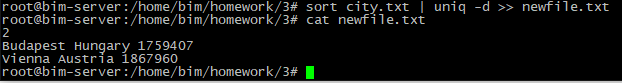 root@bim-server:/home/bim/homework/3# sort city.txt | uniq -d >> newfile.txt
root@bim-server:/home/bim/homework/3# cat newfile.txt
2
Budapest Hungary 1759407
Vienna Austria 1867960
root@bim-server:/home/bim/homework/3#